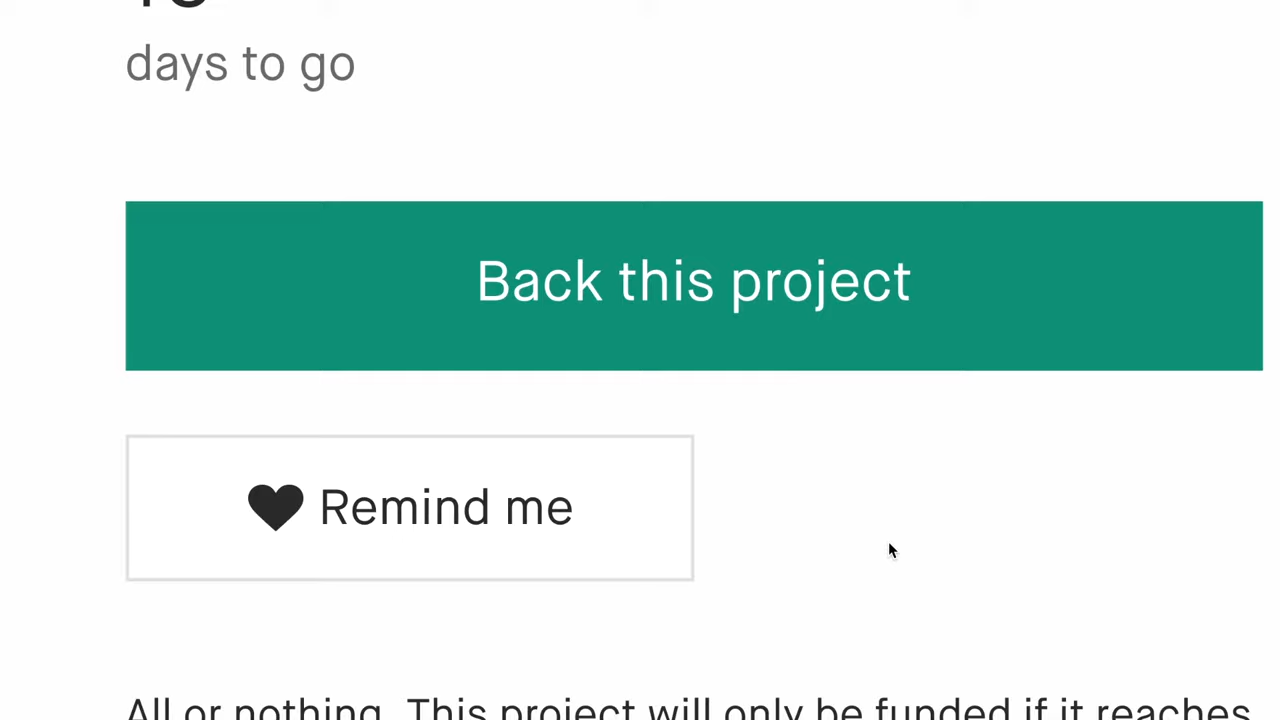 days to go
Back this project
Remind me
All or nothing. This project will only be funded if it reaches